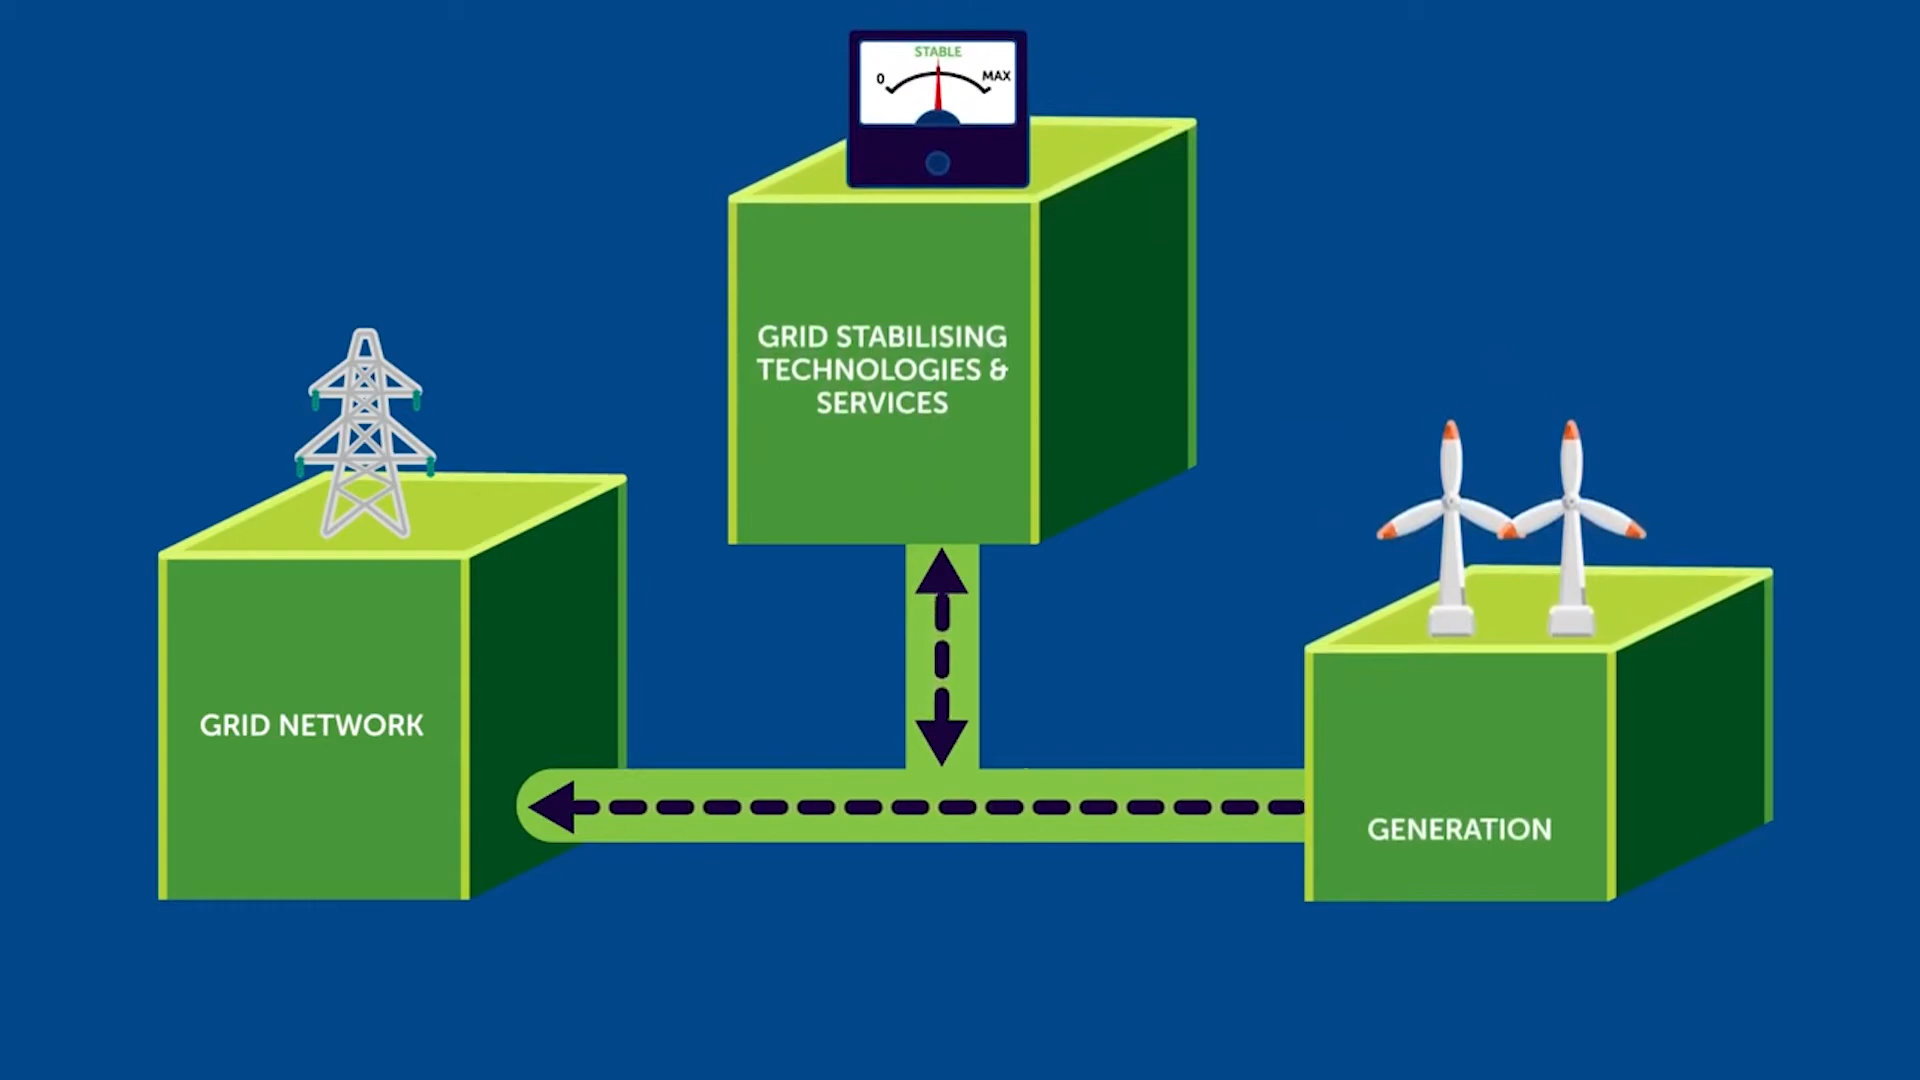 STABLE
0
MAX
GRID STABILISING
TECHNOLOGIES &
SERVICES
GRID NETWORK
GENERATION